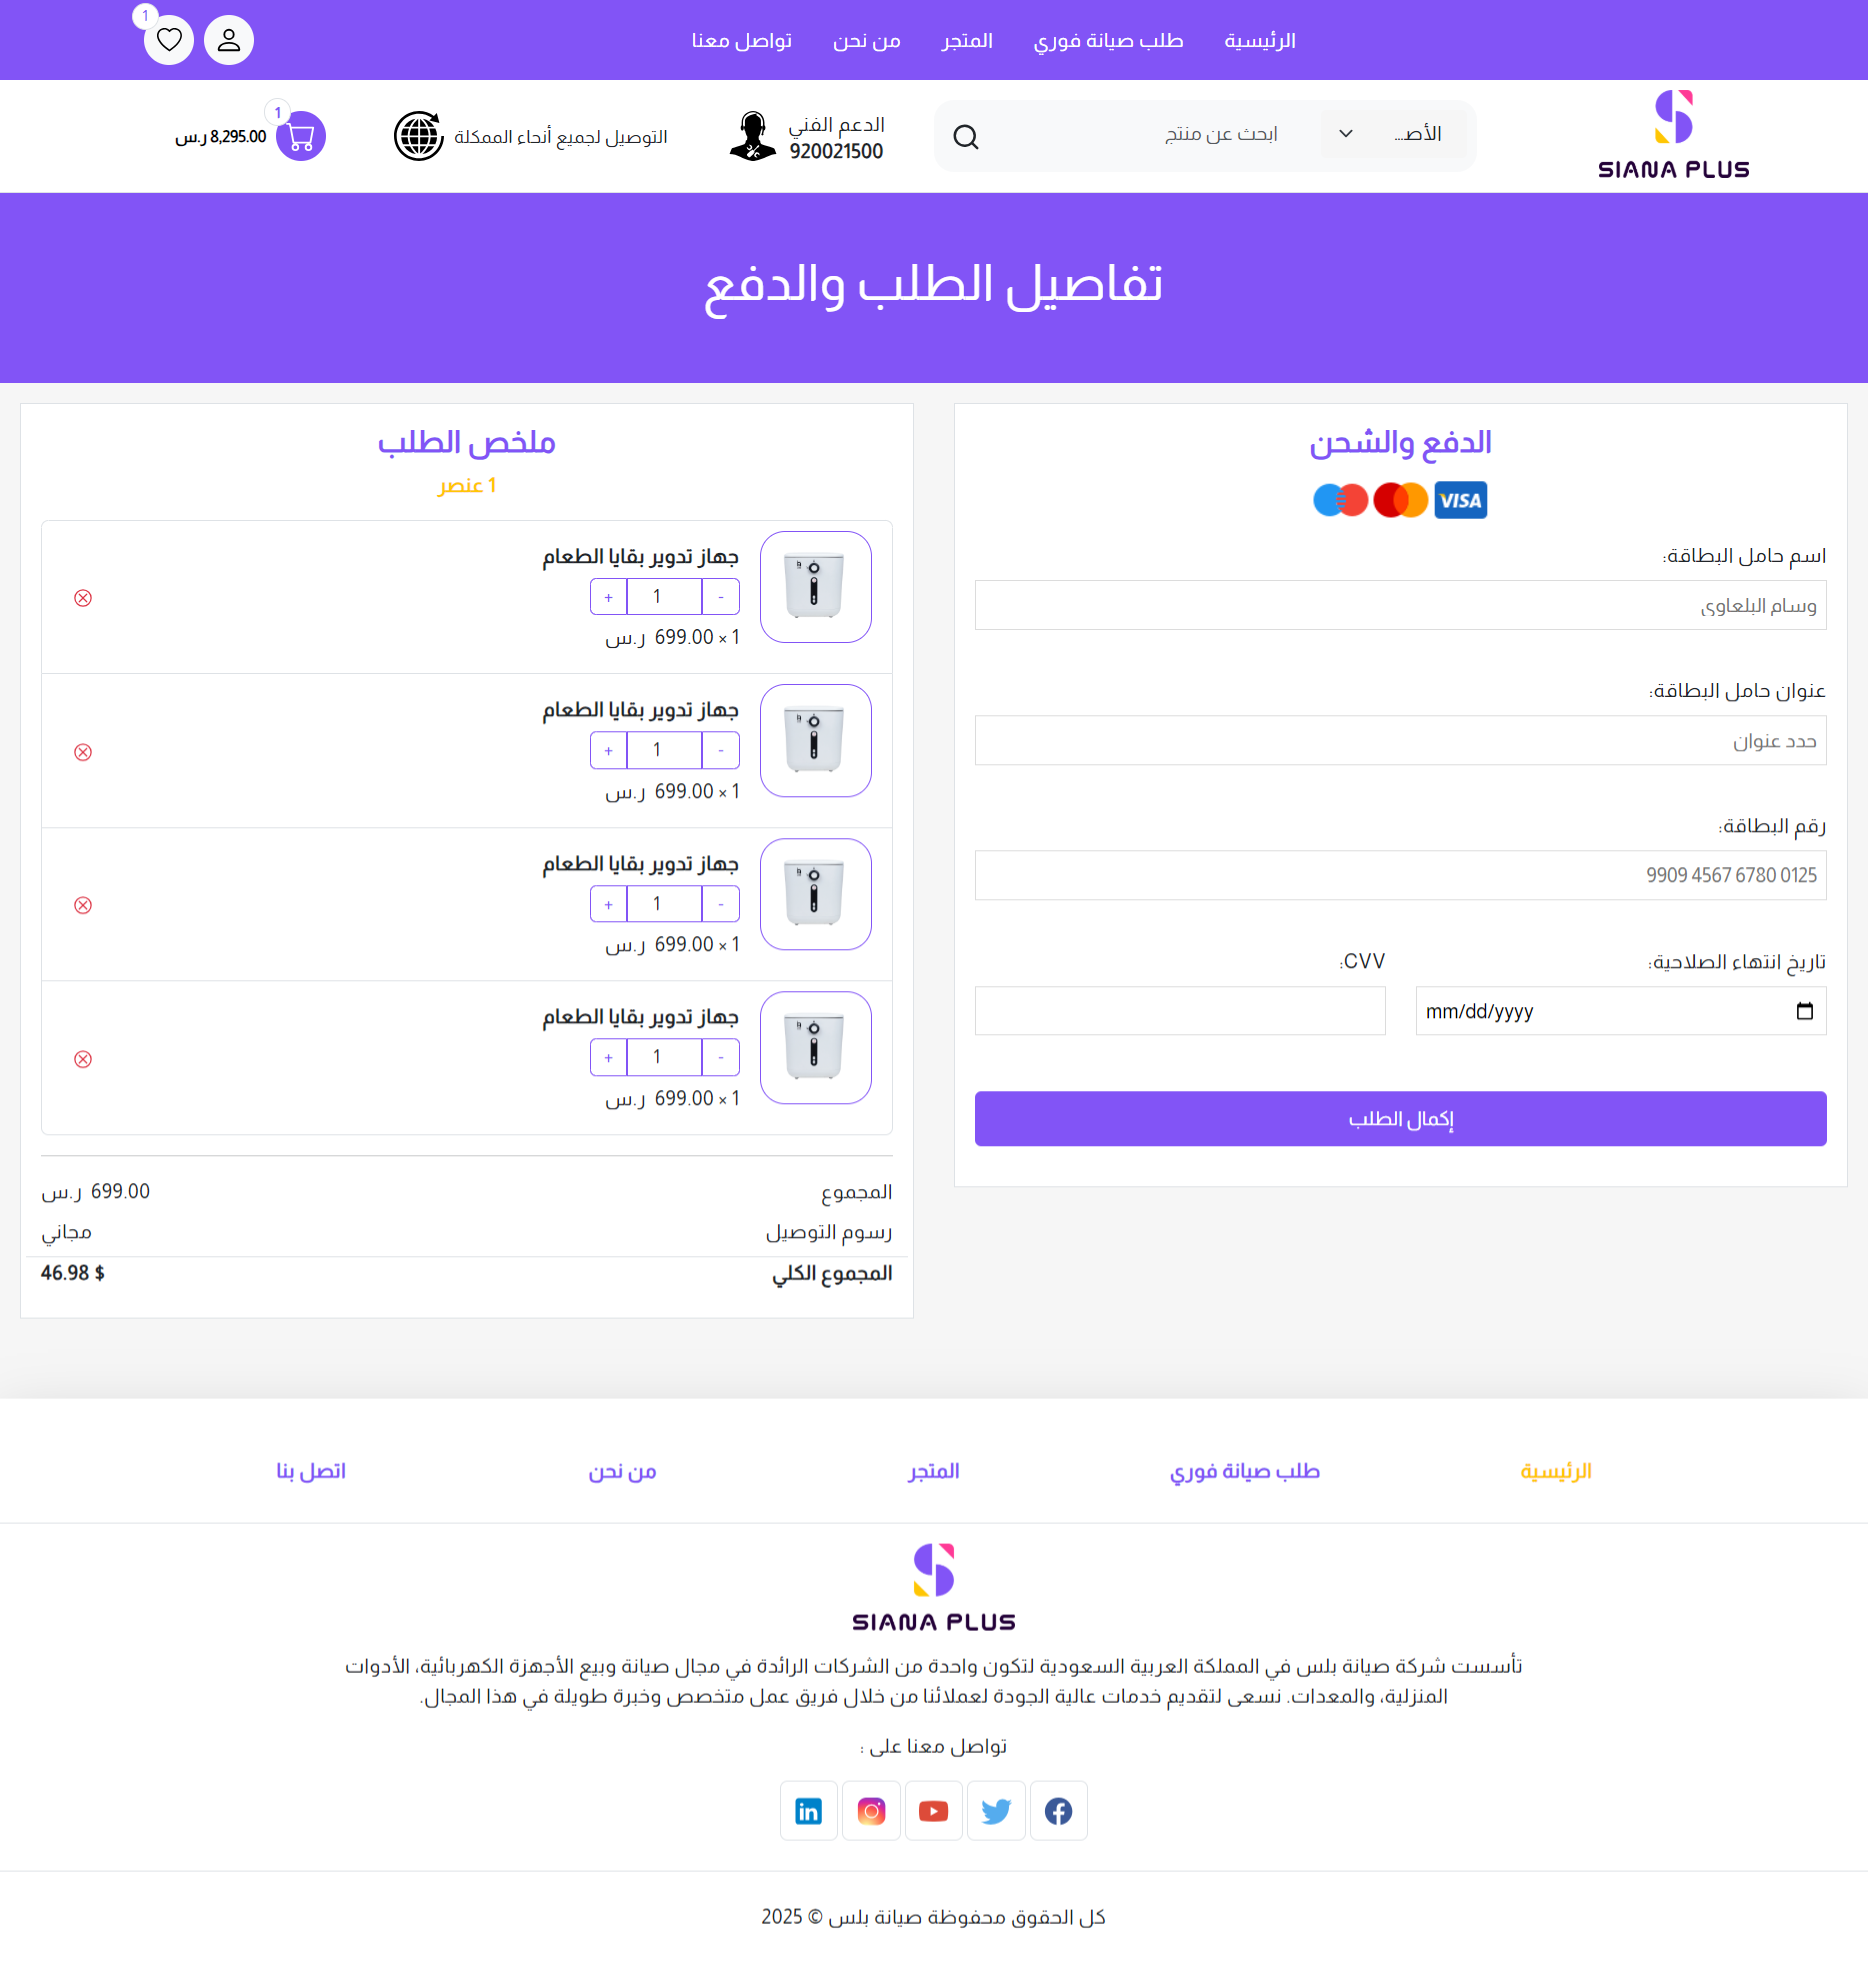 الرئيسية
طلب صيانة فوري
المتجر
من نحن
تواصل معنا
1
SIANA PLUS
الأصـ...
ابحث عن منتج
الدعم الفني
920021500
التوصيل لجميع أنحاء الممكلة
1
8,295.00 ر.س
تفاصيل الطلب والدفع
الدفع والشحن
VISA
اسم حامل البطاقة:
وسام البلعاوي
عنوان حامل البطاقة:
حدد عنوان
رقم البطاقة:
9909 4567 6780 0125
تاريخ انتهاء الصلاحية:
mm/dd/yyyy
CVV:
إكمال الطلب
ملخص الطلب
1 عنصر
جهاز تدوير بقايا الطعام
- 1 +
1 × 699.00 ر.س
جهاز تدوير بقايا الطعام
- 1 +
1 × 699.00 ر.س
جهاز تدوير بقايا الطعام
- 1 +
1 × 699.00 ر.س
جهاز تدوير بقايا الطعام
- 1 +
1 × 699.00 ر.س
المجموع 699.00 ر.س
رسوم التوصيل مجاني
المجموع الكلي 46.98 $
الرئيسية
طلب صيانة فوري
المتجر
من نحن
اتصل بنا
SIANA PLUS
تأسست شركة صيانة بلس في المملكة العربية السعودية لتكون واحدة من الشركات الرائدة في مجال صيانة وبيع الأجهزة الكهربائية، الأدوات
المنزلية، والمعدات. نسعى لتقديم خدمات عالية الجودة لعملائنا من خلال فريق عمل متخصص وخبرة طويلة في هذا المجال.
تواصل معنا على :
كل الحقوق محفوظة صيانة بلس © 2025